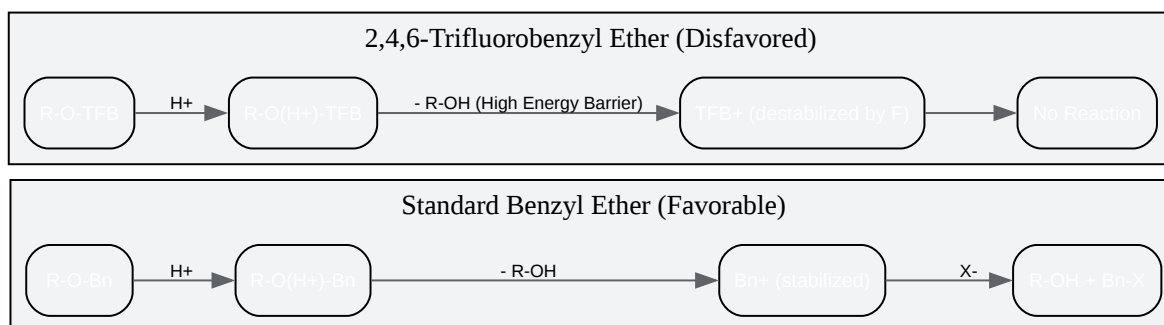 2,4,6-Trifluorobenzyl Ether (Disfavored)
R-O-TFB
H+
R-O(H+)-TFB
- R-OH (High Energy Barrier)
TFB+ (destabilized by F)
No Reaction
Standard Benzyl Ether (Favorable)
R-O-Bn
H+
R-O(H+)-Bn
- R-OH
Bn+ (stabilized)
X-
R-OH + Bn-X